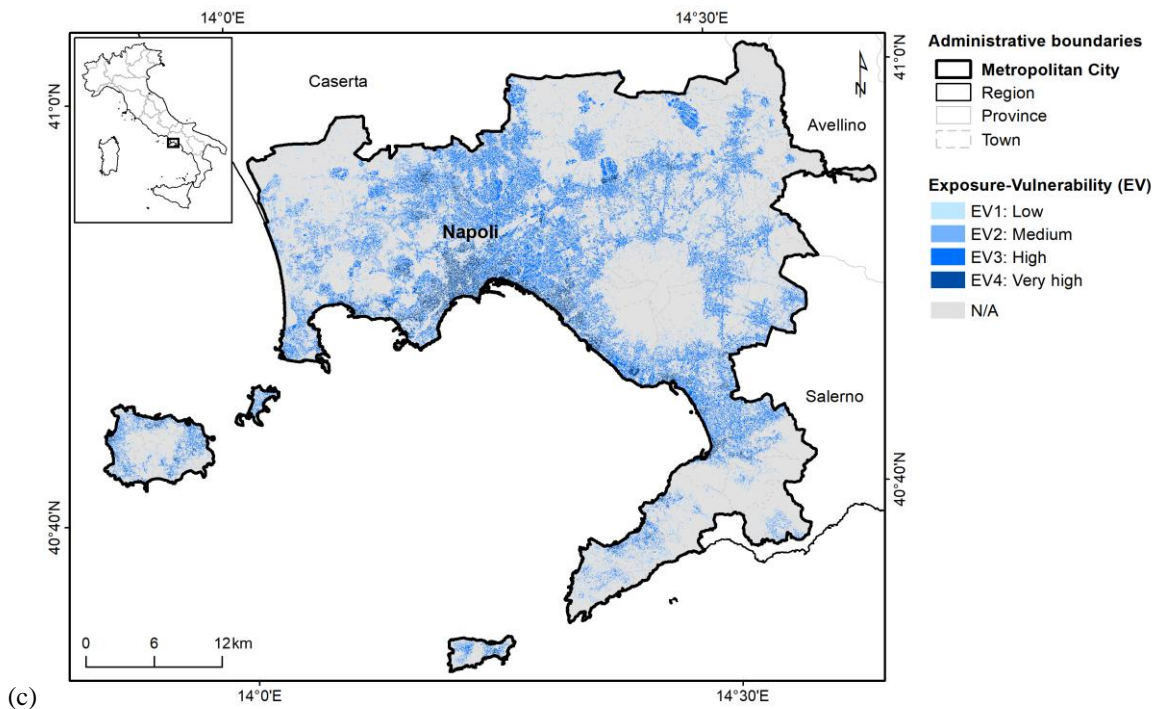 14°0'E
14°30'E
41°0'N
41°0'N
Caserta
N
Avellino
Napoli
Salerno
40°40'N
40°40'N
0 6 12km
14°0'E
14°30'E
(c)
Administrative boundaries
Metropolitan City
Region
Province
Town
Exposure-Vulnerability (EV)
EV1: Low
EV2: Medium
EV3: High
EV4: Very high
N/A